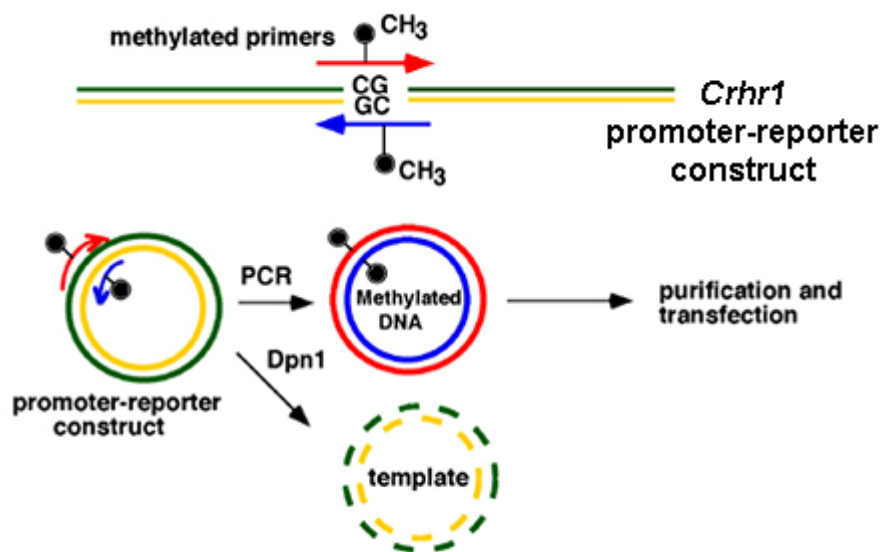 methylated primers
CH3
CG
GC
CH3
Crhr1
promoter-reporter
construct
PCR
Methylated
DNA
purification and
transfection
Dpn1
promoter-reporter
construct
template